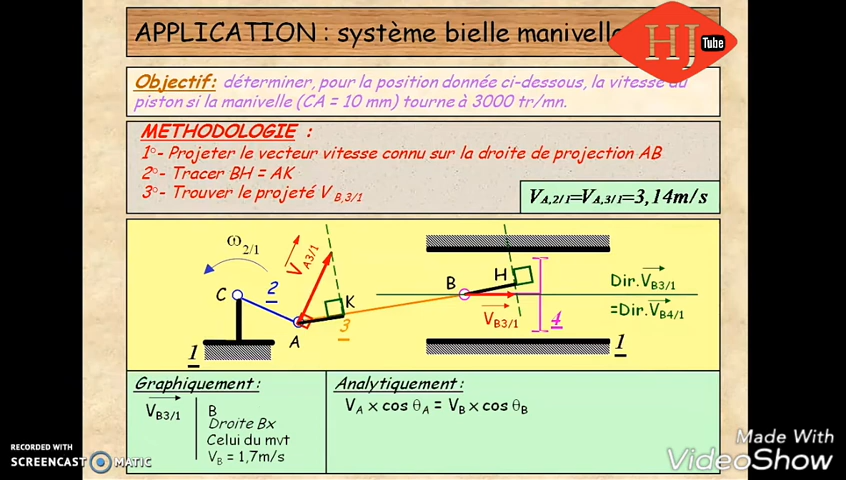 APPLICATION : système bielle manivelle
HJ Tube
Objectif: déterminer, pour la position donnée ci-dessous, la vitesse du
piston si la manivelle (CA = 10 mm) tourne à 3000 tr/mn.
METHODOLOGIE :
1°- Projeter le vecteur vitesse connu sur la droite de projection AB
2°- Tracer BH = AK
3°- Trouver le projeté V B,3/1
VA,2/1=VA,3/1=3,14m/s
ω2/1
VA3/1
C
2
K
A
3
1
B
H
VB3/1
4
Dir.VB3/1
=Dir.VB4/1
1
Graphiquement :
VB3/1
B
Droite Bx
Celui du mvt
VB = 1,7m/s
Analytiquement :
VA x cos θA = VB x cos θB
RECORDED WITH
SCREENCAST MATIC
Made With
VideoShow